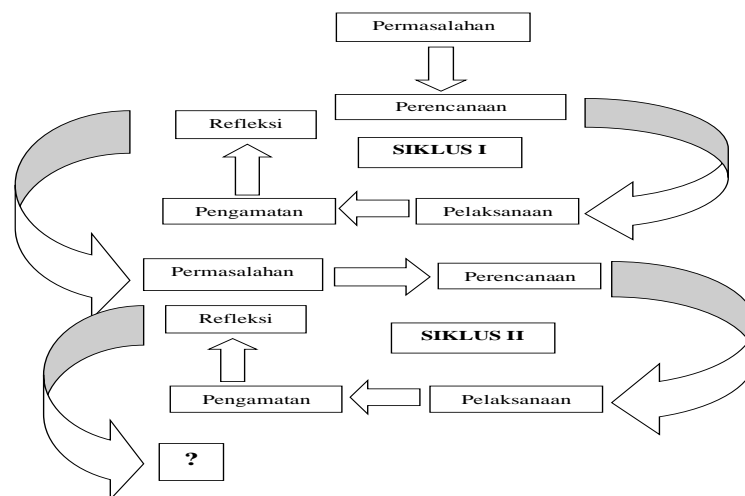 Permasalahan
Perencanaan
Refleksi
SIKLUS I
Pengamatan
Pelaksanaan
Permasalahan
Perencanaan
Refleksi
SIKLUS II
Pengamatan
Pelaksanaan
?